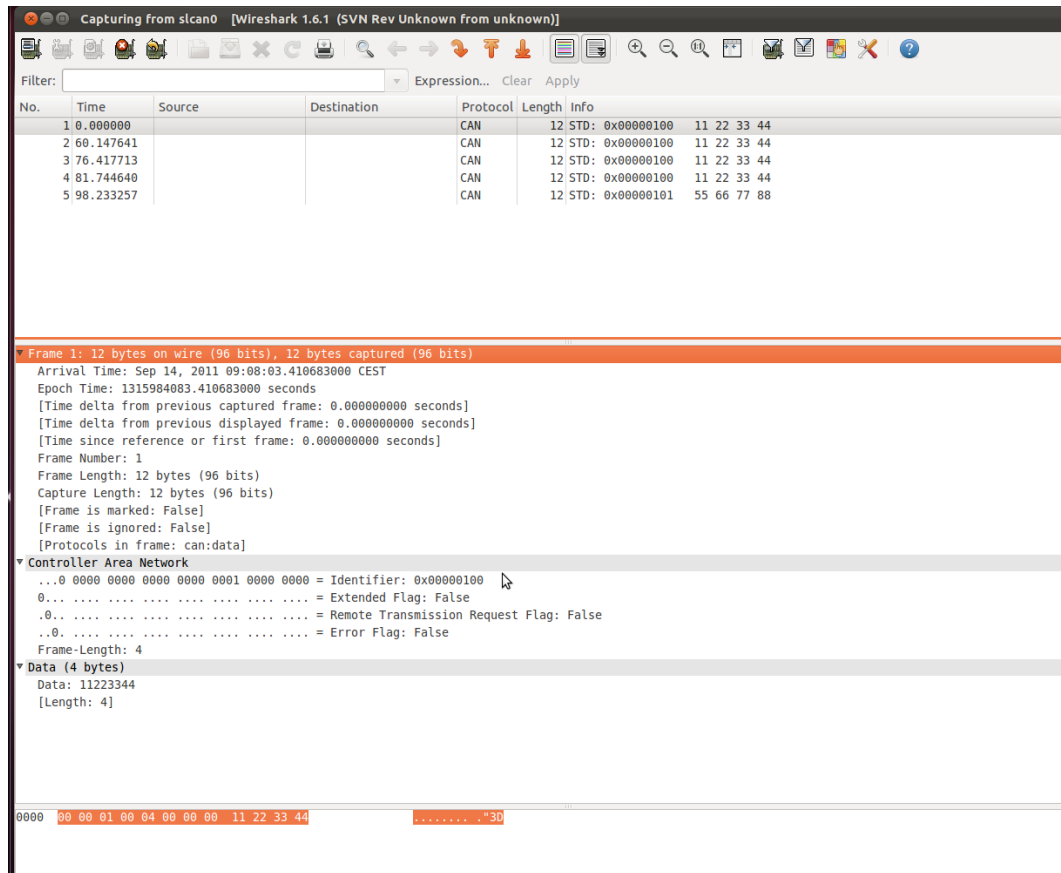 Capturing from slcan0 [Wireshark 1.6.1 (SVN Rev Unknown from unknown)]
Filter: Expression... Clear Apply
No. Time Source Destination Protocol Length Info
1 0.000000 CAN 12 STD: 0x00000100 11 22 33 44
2 60.147641 CAN 12 STD: 0x00000100 11 22 33 44
3 76.417713 CAN 12 STD: 0x00000100 11 22 33 44
4 81.744640 CAN 12 STD: 0x00000100 11 22 33 44
5 98.233257 CAN 12 STD: 0x00000101 55 66 77 88
Frame 1: 12 bytes on wire (96 bits), 12 bytes captured (96 bits)
Arrival Time: Sep 14, 2011 09:08:03.410683000 CEST
Epoch Time: 1315984083.410683000 seconds
[Time delta from previous captured frame: 0.000000000 seconds]
[Time delta from previous displayed frame: 0.000000000 seconds]
[Time since reference or first frame: 0.000000000 seconds]
Frame Number: 1
Frame Length: 12 bytes (96 bits)
Capture Length: 12 bytes (96 bits)
[Frame is marked: False]
[Frame is ignored: False]
[Protocols in frame: can:data]
Controller Area Network
...0 0000 0000 0000 0000 0001 0000 0000 = Identifier: 0x00000100
0... .... .... .... .... .... .... .... = Extended Flag: False
.0.. .... .... .... .... .... .... .... = Remote Transmission Request Flag: False
..0. .... .... .... .... .... .... .... = Error Flag: False
Frame-Length: 4
Data (4 bytes)
Data: 11223344
[Length: 4]
0000 00 00 01 00 04 00 00 00 11 22 33 44 ........ ."3D